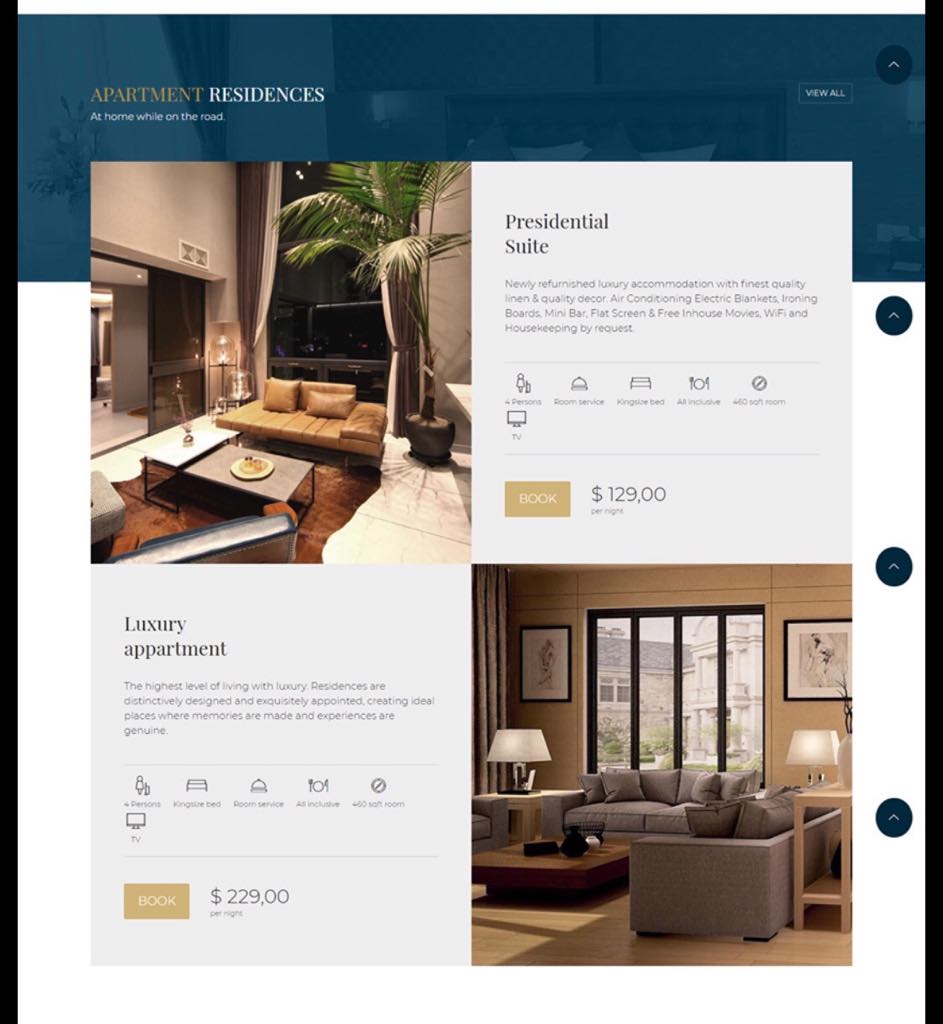 APARTMENT RESIDENCES
At home while on the road.
VIEW ALL
Presidential
Suite
Newly refurnished luxury accommodation with finest quality
linen & quality decor. Air Conditioning Electric Blankets, Ironing
Boards, Mini Bar, Flat Screen & Free Inhouse Movies, WiFi and
Housekeeping by request.
4 Persons Room service Kingsize bed All inclusive 460 sqft room
TV
BOOK $ 129,00
per night
Luxury
appartment
The highest level of living with luxury. Residences are
distinctively designed and exquisitely appointed, creating ideal
places where memories are made and experiences are
genuine.
4 Persons Kingsize bed Room service All inclusive 460 sqft room
TV
BOOK $ 229,00
per night